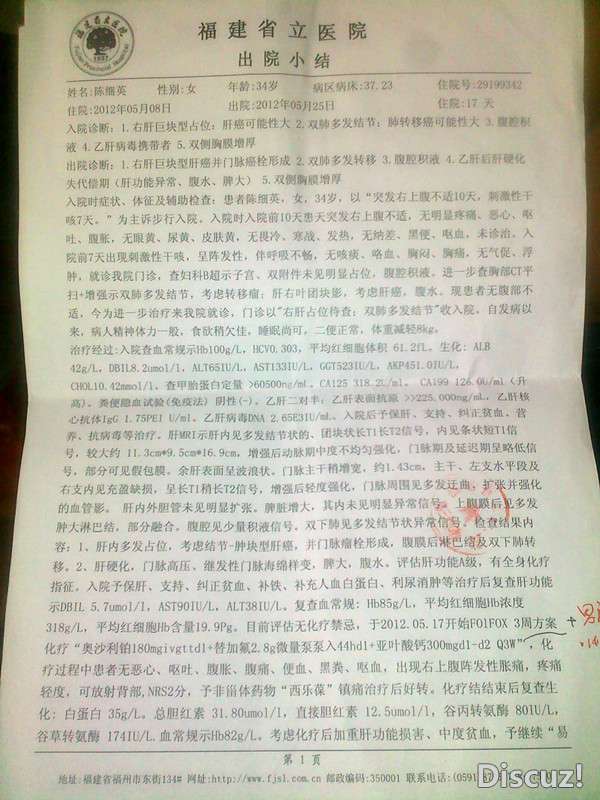 福建省立医院
出院小结
姓名:陈细英 性别:女 年龄:34岁 病区病床:37.23 住院号:29199342
住院:2012年05月08日 出院:2012年05月25日 住院:17 天
入院诊断: 1.右肝巨块型占位: 肝癌可能性大 2.双肺多发结节: 肺转移癌可能性大 3.腹腔积
液 4.乙肝病毒携带者 5.双侧胸膜增厚
出院诊断: 1.右肝巨块型肝癌并门脉癌栓形成 2.双肺多发转移 3.腹腔积液 4.乙肝后肝硬化
失代偿期（肝功能异常、腹水、脾大） 5.双侧胸膜增厚
入院时症状、体征及辅助检查: 患者陈细英，女，34岁，以“突发右上腹不适10天，刺激性干
咳7天。”为主诉步行入院。入院时入院前10天患天突发右上腹不适，无明显疼痛、恶心、呕
吐、腹胀，无眼黄、尿黄、皮肤黄，无畏冷、寒战、发热，无纳差、黑便、呕血，未诊治。入
院前7天出现刺激性干咳，呈阵发性，伴呼吸不畅，无咳痰、咯血、胸闷、胸痛，无气促、浮
肿，就诊我院门诊，查妇科B超示子宫、双附件未见明显占位，腹腔积液。进一步查胸部CT平
扫+增强示双肺多发结节，考虑转移瘤；肝右叶团块影，考虑肝癌，腹水。现患者无腹部不
适，今为进一步治疗来我院就诊，门诊以"右肝占位待查：双肺多发结节"收入院。自发病以
来，病人精神体力一般，食欲稍欠佳，睡眠尚可，二便正常，体重减轻8kg。
治疗经过:入院查血常规示Hb100g/L，HCV0.303，平均红细胞体积 61.2fL。生化：ALB
42g/L，DBIL8.2umol/l，ALT65IU/L，AST133IU/L，GGT523IU/L，AKP451.0IU/L，
CHOL10.42mmol/l，查甲胎蛋白定量 >60500ng/ml。CA125 318.2U/ml。 CA199 126.0U/ml（升
高）。粪便隐血试验(免疫法) 阴性(-)。乙肝二对半：乙肝表面抗原 >>225.000ng/mL，乙肝核
心抗体IgG 1.75PEI U/ml，乙肝病毒DNA 2.65E3IU/mL。入院后予保肝、支持、纠正贫血、营
养、抗病毒等治疗。肝MRI示肝内见多发结节状的、团块状长T1长T2信号，内见条状短T1信
号，较大约 11.3cm*9.5cm*16.9cm，增强后动脉期中度不均匀强化，门脉期及延迟期呈略低信
号，部分可见假包膜。余肝表面呈波浪状。门脉主干稍增宽，约1.43cm，主干、左支水平段及
右支内见充盈缺损，呈长T1稍长T2信号，增强后轻度强化，门脉周围见多发迂曲、扩张并强化
的血管影。 肝内外胆管未见明显扩张。脾脏增大，其内未见明显异常信号。上腹膜后见多发
肿大淋巴结，部分融合。腹腔见少量积液信号。双下肺见多发结节状异常信号。检查结果内
容：1、肝内多发占位，考虑结节-肿块型肝癌，并门脉瘤栓形成，腹膜后淋巴结及双下肺转
移。2、肝硬化，门脉高压、继发性门脉海绵样变，脾大，腹水。评估肝功能A级，有全身化疗
指征。入院予保肝、支持、纠正贫血、补铁、补充人血白蛋白、利尿消肿等治疗后复查肝功能
示DBIL 5.7umol/l，AST90IU/L，ALT38IU/L。复查血常规：Hb85g/L，平均红细胞Hb浓度
318g/L，平均红细胞Hb含量19.9Pg。目前评估无化疗禁忌，于2012.05.17开始FOlFOX 3周方案
化疗“奥沙利铂180mgivgttd1+替加氟2.8g微量泵泵入44hd1+亚叶酸钙300mgd1-d2 Q3W”，化
疗过程中患者无恶心、呕吐、腹胀、腹痛、便血、黑粪、呕血，出现右上腹阵发性胀痛，疼痛
轻度，可放射背部,NRS2分，予非甾体药物“西乐葆”镇痛治疗后好转。化疗结结束后复查生
化：白蛋白 35g/L。总胆红素 31.80umol/l，直接胆红素 12.5umol/l，谷丙转氨酶 80IU/L，
谷草转氨酶 174IU/L.血常规示Hb82g/L。考虑化疗后加重肝功能损害、中度贫血，予继续“易
第 1 页
地址:福建省福州市东街134# 网址:http://www.fjsl.com.cn 邮政编码:350001 联系电话:(0591)87
Discuz!